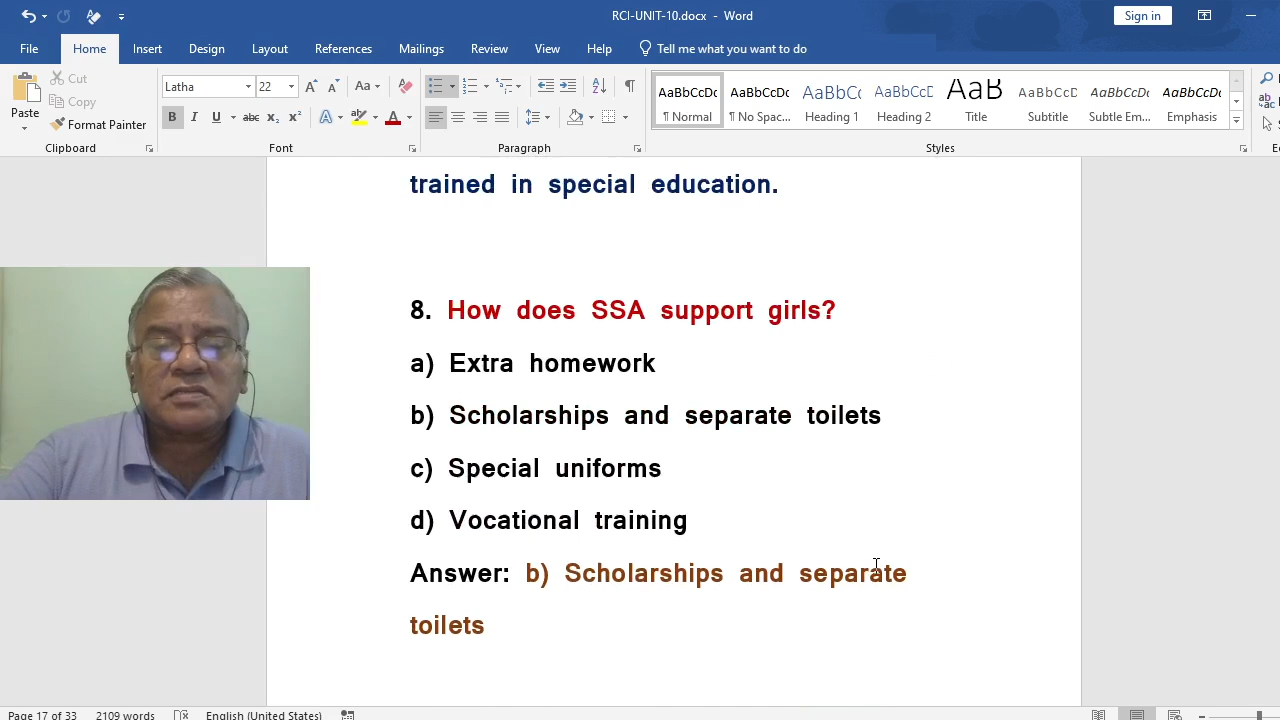 RCI-UNIT-10.docx - Word
Sign in
File Home Insert Design Layout References Mailings Review View Help Tell me what you want to do
Paste
Cut
Copy
Format Painter
Latha 22
Clipboard Font Paragraph Styles
AaBbCcDc AaBbCcDc AaBbCc AaBbCcD AaB AaBbCcD AaBbCcDc AaBbCcDc
¶ Normal ¶ No Spac... Heading 1 Heading 2 Title Subtitle Subtle Em... Emphasis
trained in special education.
8. How does SSA support girls?
a) Extra homework
b) Scholarships and separate toilets
c) Special uniforms
d) Vocational training
Answer: b) Scholarships and separate
toilets
Page 17 of 33 2109 words English (United States)